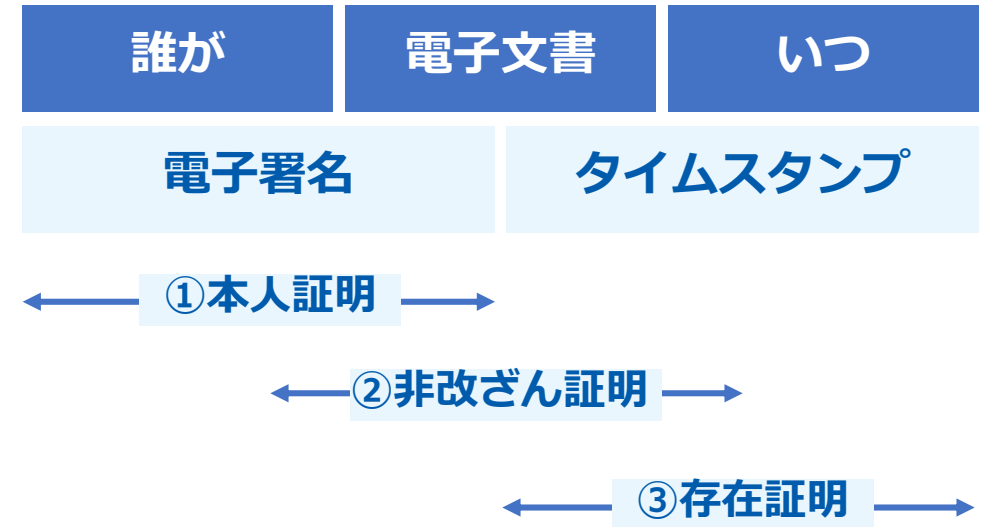 誰が
電子文書
いつ
電子署名
タイムスタンプ
①本人証明
②非改ざん証明
③存在証明